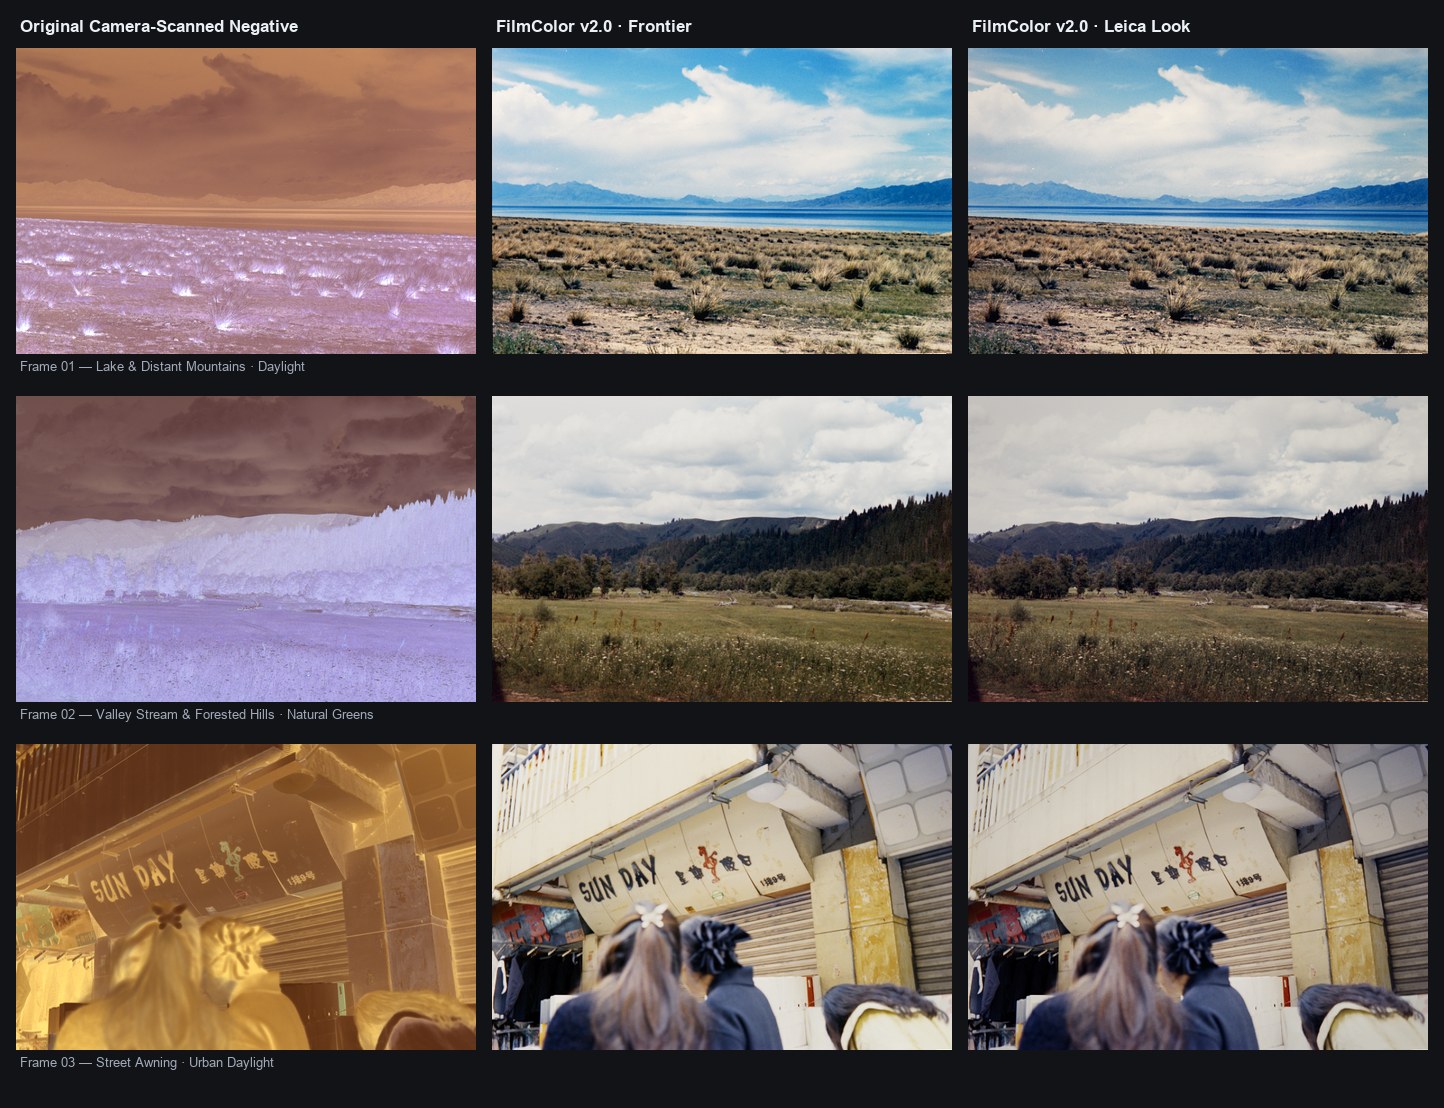 Original Camera-Scanned Negative
FilmColor v2.0 · Frontier
FilmColor v2.0 · Leica Look
Frame 01 — Lake & Distant Mountains · Daylight
Frame 02 — Valley Stream & Forested Hills · Natural Greens
SUN DAY
SUN DAY
SUN DAY
Frame 03 — Street Awning · Urban Daylight